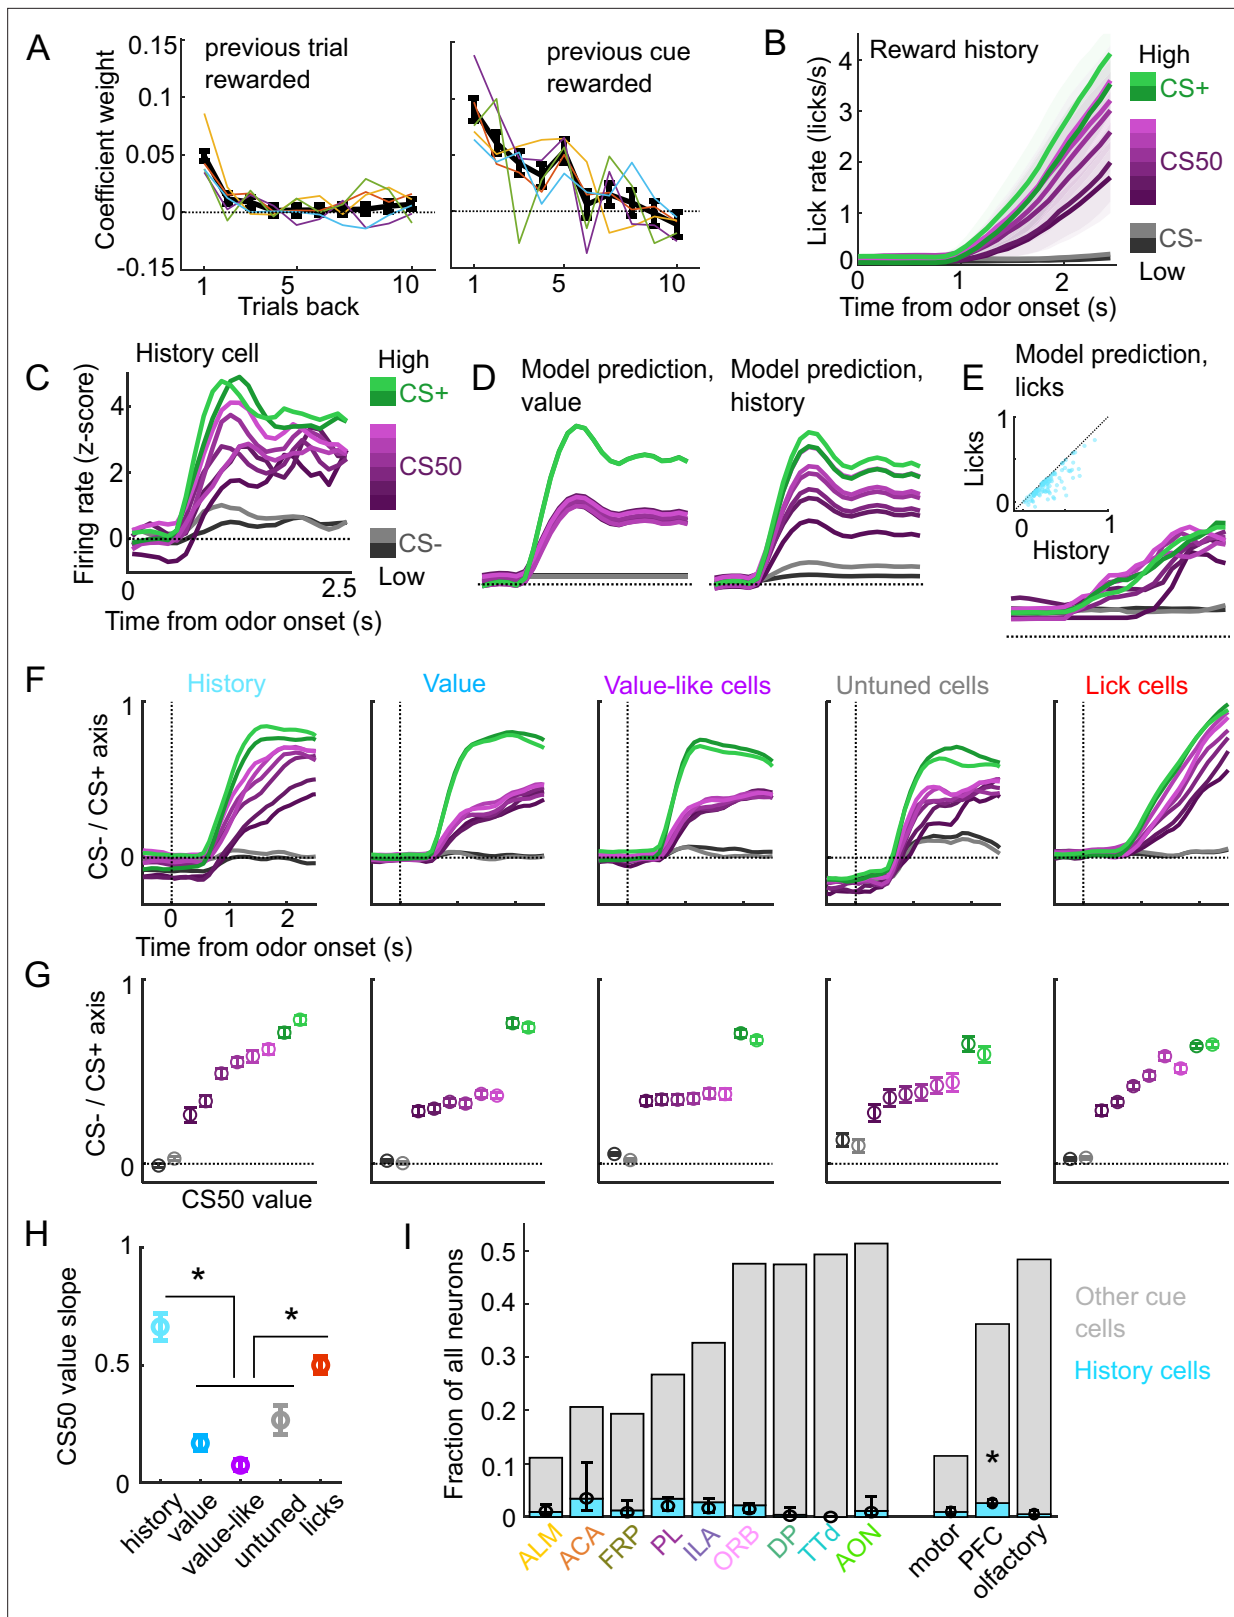 A
0.15
0.1
0.05
0
-0.15
Coefficient weight
previous trial
rewarded
previous cue
rewarded
1
5
10
1
5
10
Trials back
B
Reward history
Lick rate (licks/s)
4
3
2
1
0
0
1
2
Time from odor onset (s)
High
CS+
CS50
CS-
Low
C
History cell
Firing rate (z-score)
4
2
0
0
2.5
Time from odor onset (s)
High
CS+
CS50
CS-
Low
D
Model prediction,
value
Model prediction,
history
E
Model prediction,
licks
1
Licks
0
0
1
History
F
History
Value
Value-like cells
Untuned cells
Lick cells
CS- / CS+ axis
1
0
0
1
2
Time from odor onset (s)
G
CS- / CS+ axis
1
0
CS50 value
H
CS50 value slope
1
0.5
0
*
*
history
value
value-like
untuned
licks
I
Fraction of all neurons
0.5
0.4
0.3
0.2
0.1
0
*
ALM
ACA
FRP
PL
ILA
ORB
DP
TTd
AON
motor
PFC
olfactory
Other cue
cells
History cells